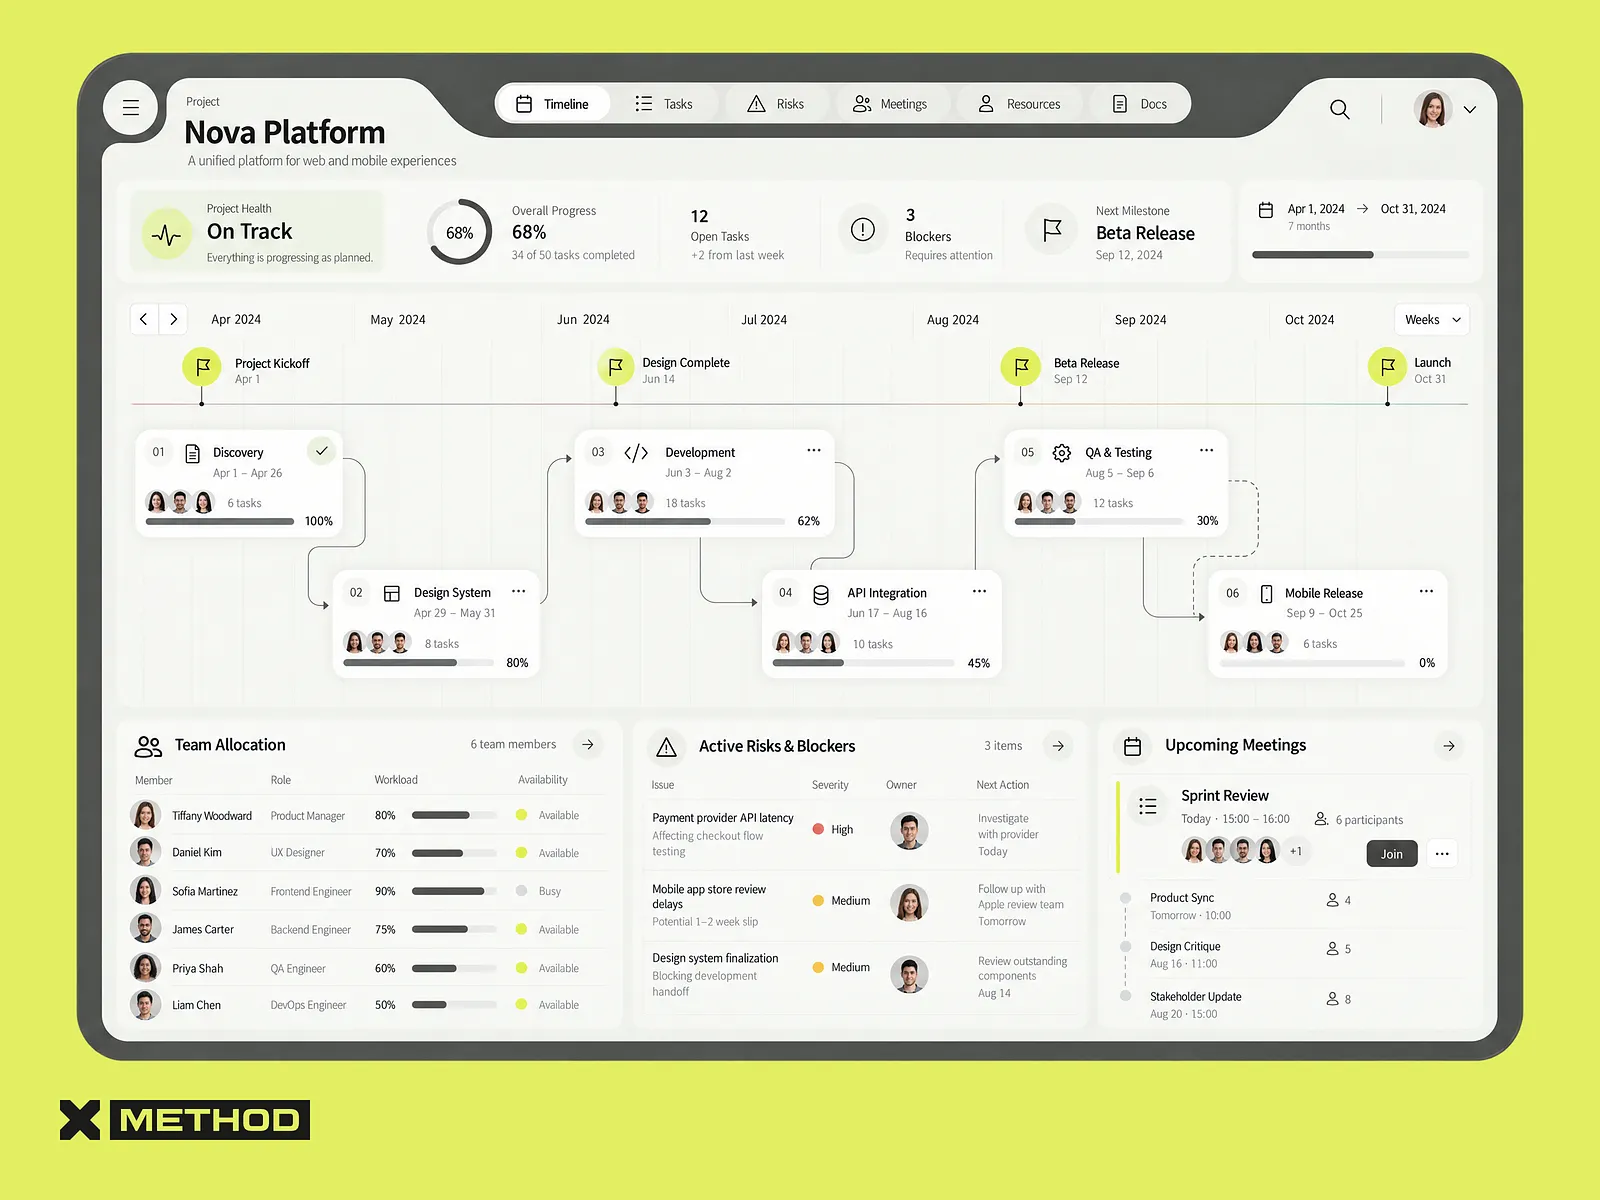 Project
Nova Platform
A unified platform for web and mobile experiences
Timeline
Tasks
Risks
Meetings
Resources
Docs
Project Health
On Track
Everything is progressing as planned.
68%
Overall Progress
68%
34 of 50 tasks completed
12
Open Tasks
+2 from last week
3
Blockers
Requires attention
Next Milestone
Beta Release
Sep 12, 2024
Apr 1, 2024 → Oct 31, 2024
7 months
Apr 2024
May 2024
Jun 2024
Jul 2024
Aug 2024
Sep 2024
Oct 2024
Weeks
Project Kickoff
Apr 1
Design Complete
Jun 14
Beta Release
Sep 12
Launch
Oct 31
01
Discovery
Apr 1 – Apr 26
6 tasks
100%
03
Development
Jun 3 – Aug 2
18 tasks
62%
05
QA & Testing
Aug 5 – Sep 6
12 tasks
30%
02
Design System
Apr 29 – May 31
8 tasks
80%
04
API Integration
Jun 17 – Aug 16
10 tasks
45%
06
Mobile Release
Sep 9 – Oct 25
6 tasks
0%
Team Allocation
6 team members
Member Role Workload Availability
Tiffany Woodward Product Manager 80% Available
Daniel Kim UX Designer 70% Available
Sofia Martinez Frontend Engineer 90% Busy
James Carter Backend Engineer 75% Available
Priya Shah QA Engineer 60% Available
Liam Chen DevOps Engineer 50% Available
Active Risks & Blockers
3 items
Issue Severity Owner Next Action
Payment provider API latency
Affecting checkout flow
testing
High
Investigate
with provider
Today
Mobile app store review
delays
Potential 1–2 week slip
Medium
Follow up with
Apple review team
Tomorrow
Design system finalization
Blocking development
handoff
Medium
Review outstanding
components
Aug 14
Upcoming Meetings
Sprint Review
Today · 15:00 – 16:00
6 participants
+1
Join
Product Sync
Tomorrow · 10:00
4
Design Critique
Aug 16 · 11:00
5
Stakeholder Update
Aug 20 · 15:00
8
X METHOD